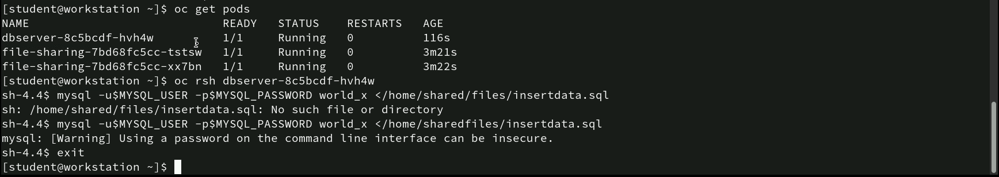 [student@workstation ~]$ oc get pods
NAME                            READY   STATUS    RESTARTS   AGE
dbserver-8c5bcdf-hvh4w          1/1     Running   0          116s
file-sharing-7bd68fc5cc-tstsw   1/1     Running   0          3m21s
file-sharing-7bd68fc5cc-xx7bn   1/1     Running   0          3m22s
[student@workstation ~]$ oc rsh dbserver-8c5bcdf-hvh4w
sh-4.4$ mysql -u$MYSQL_USER -p$MYSQL_PASSWORD world_x </home/shared/files/insertdata.sql
sh: /home/shared/files/insertdata.sql: No such file or directory
sh-4.4$ mysql -u$MYSQL_USER -p$MYSQL_PASSWORD world_x </home/sharedfiles/insertdata.sql
mysql: [Warning] Using a password on the command line interface can be insecure.
sh-4.4$ exit
[student@workstation ~]$